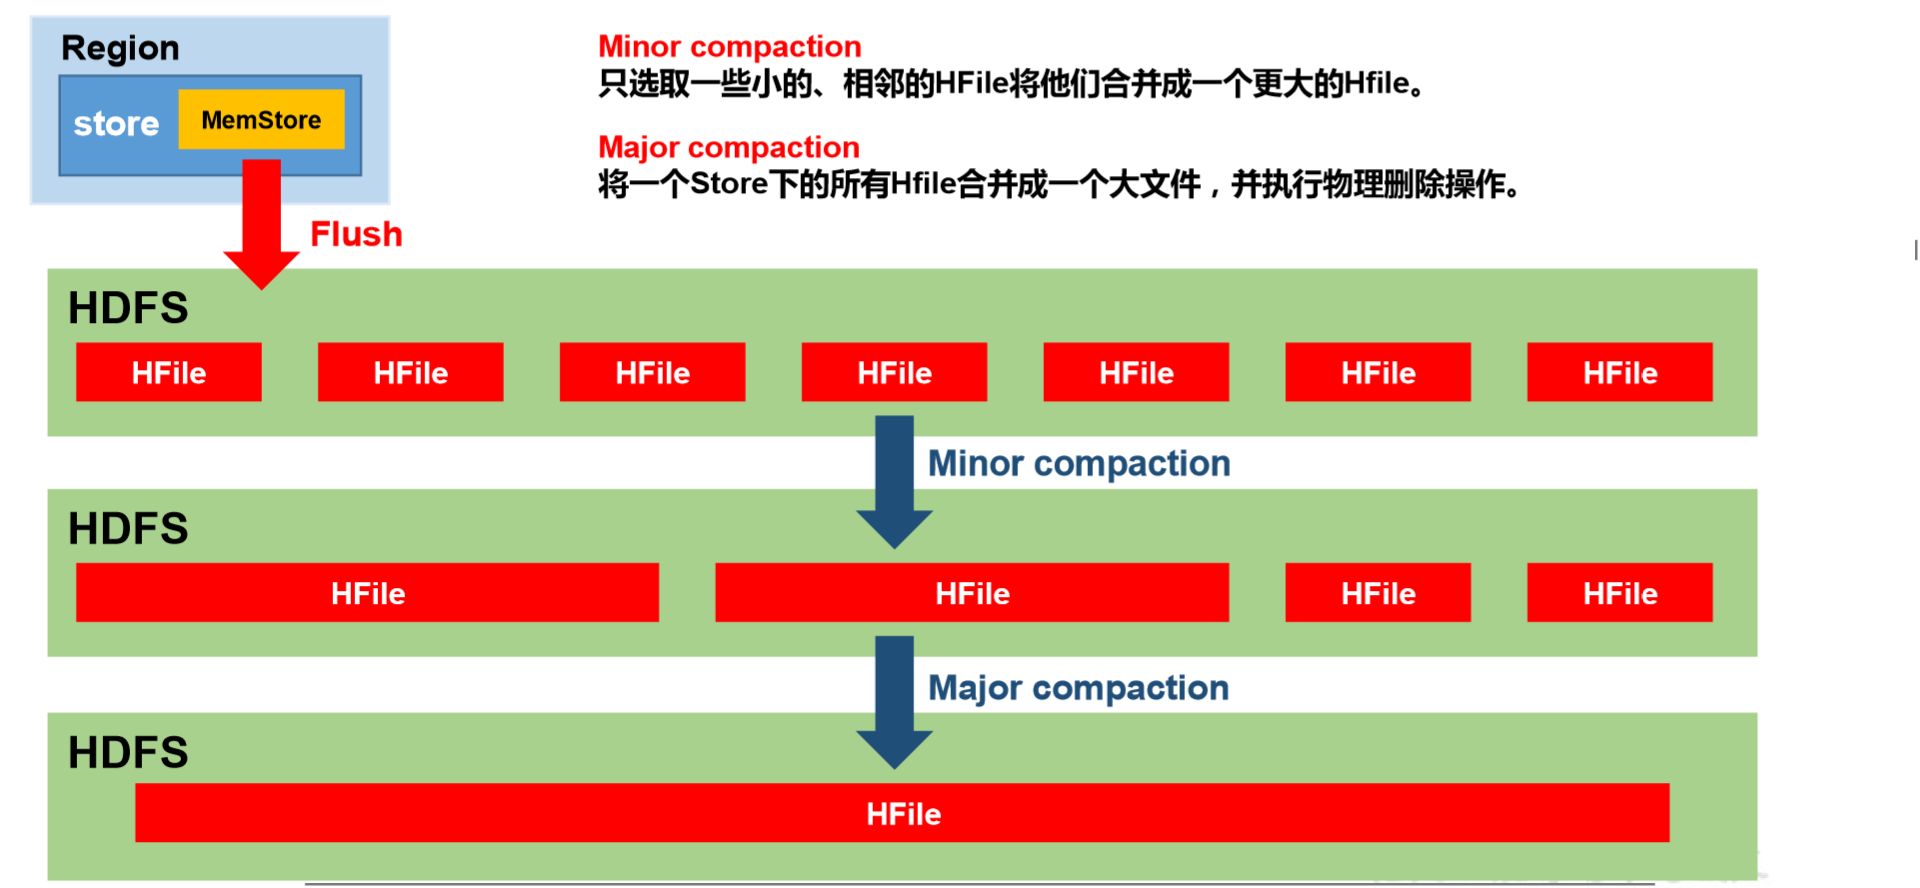 Region
store
MemStore
Minor compaction
只选取一些小的、相邻的HFile将他们合并成一个更大的Hfile。
Major compaction
将一个Store下的所有Hfile合并成一个大文件，并执行物理删除操作。
Flush
HDFS
HFile HFile HFile HFile HFile HFile HFile
Minor compaction
HDFS
HFile HFile HFile HFile
Major compaction
HDFS
HFile